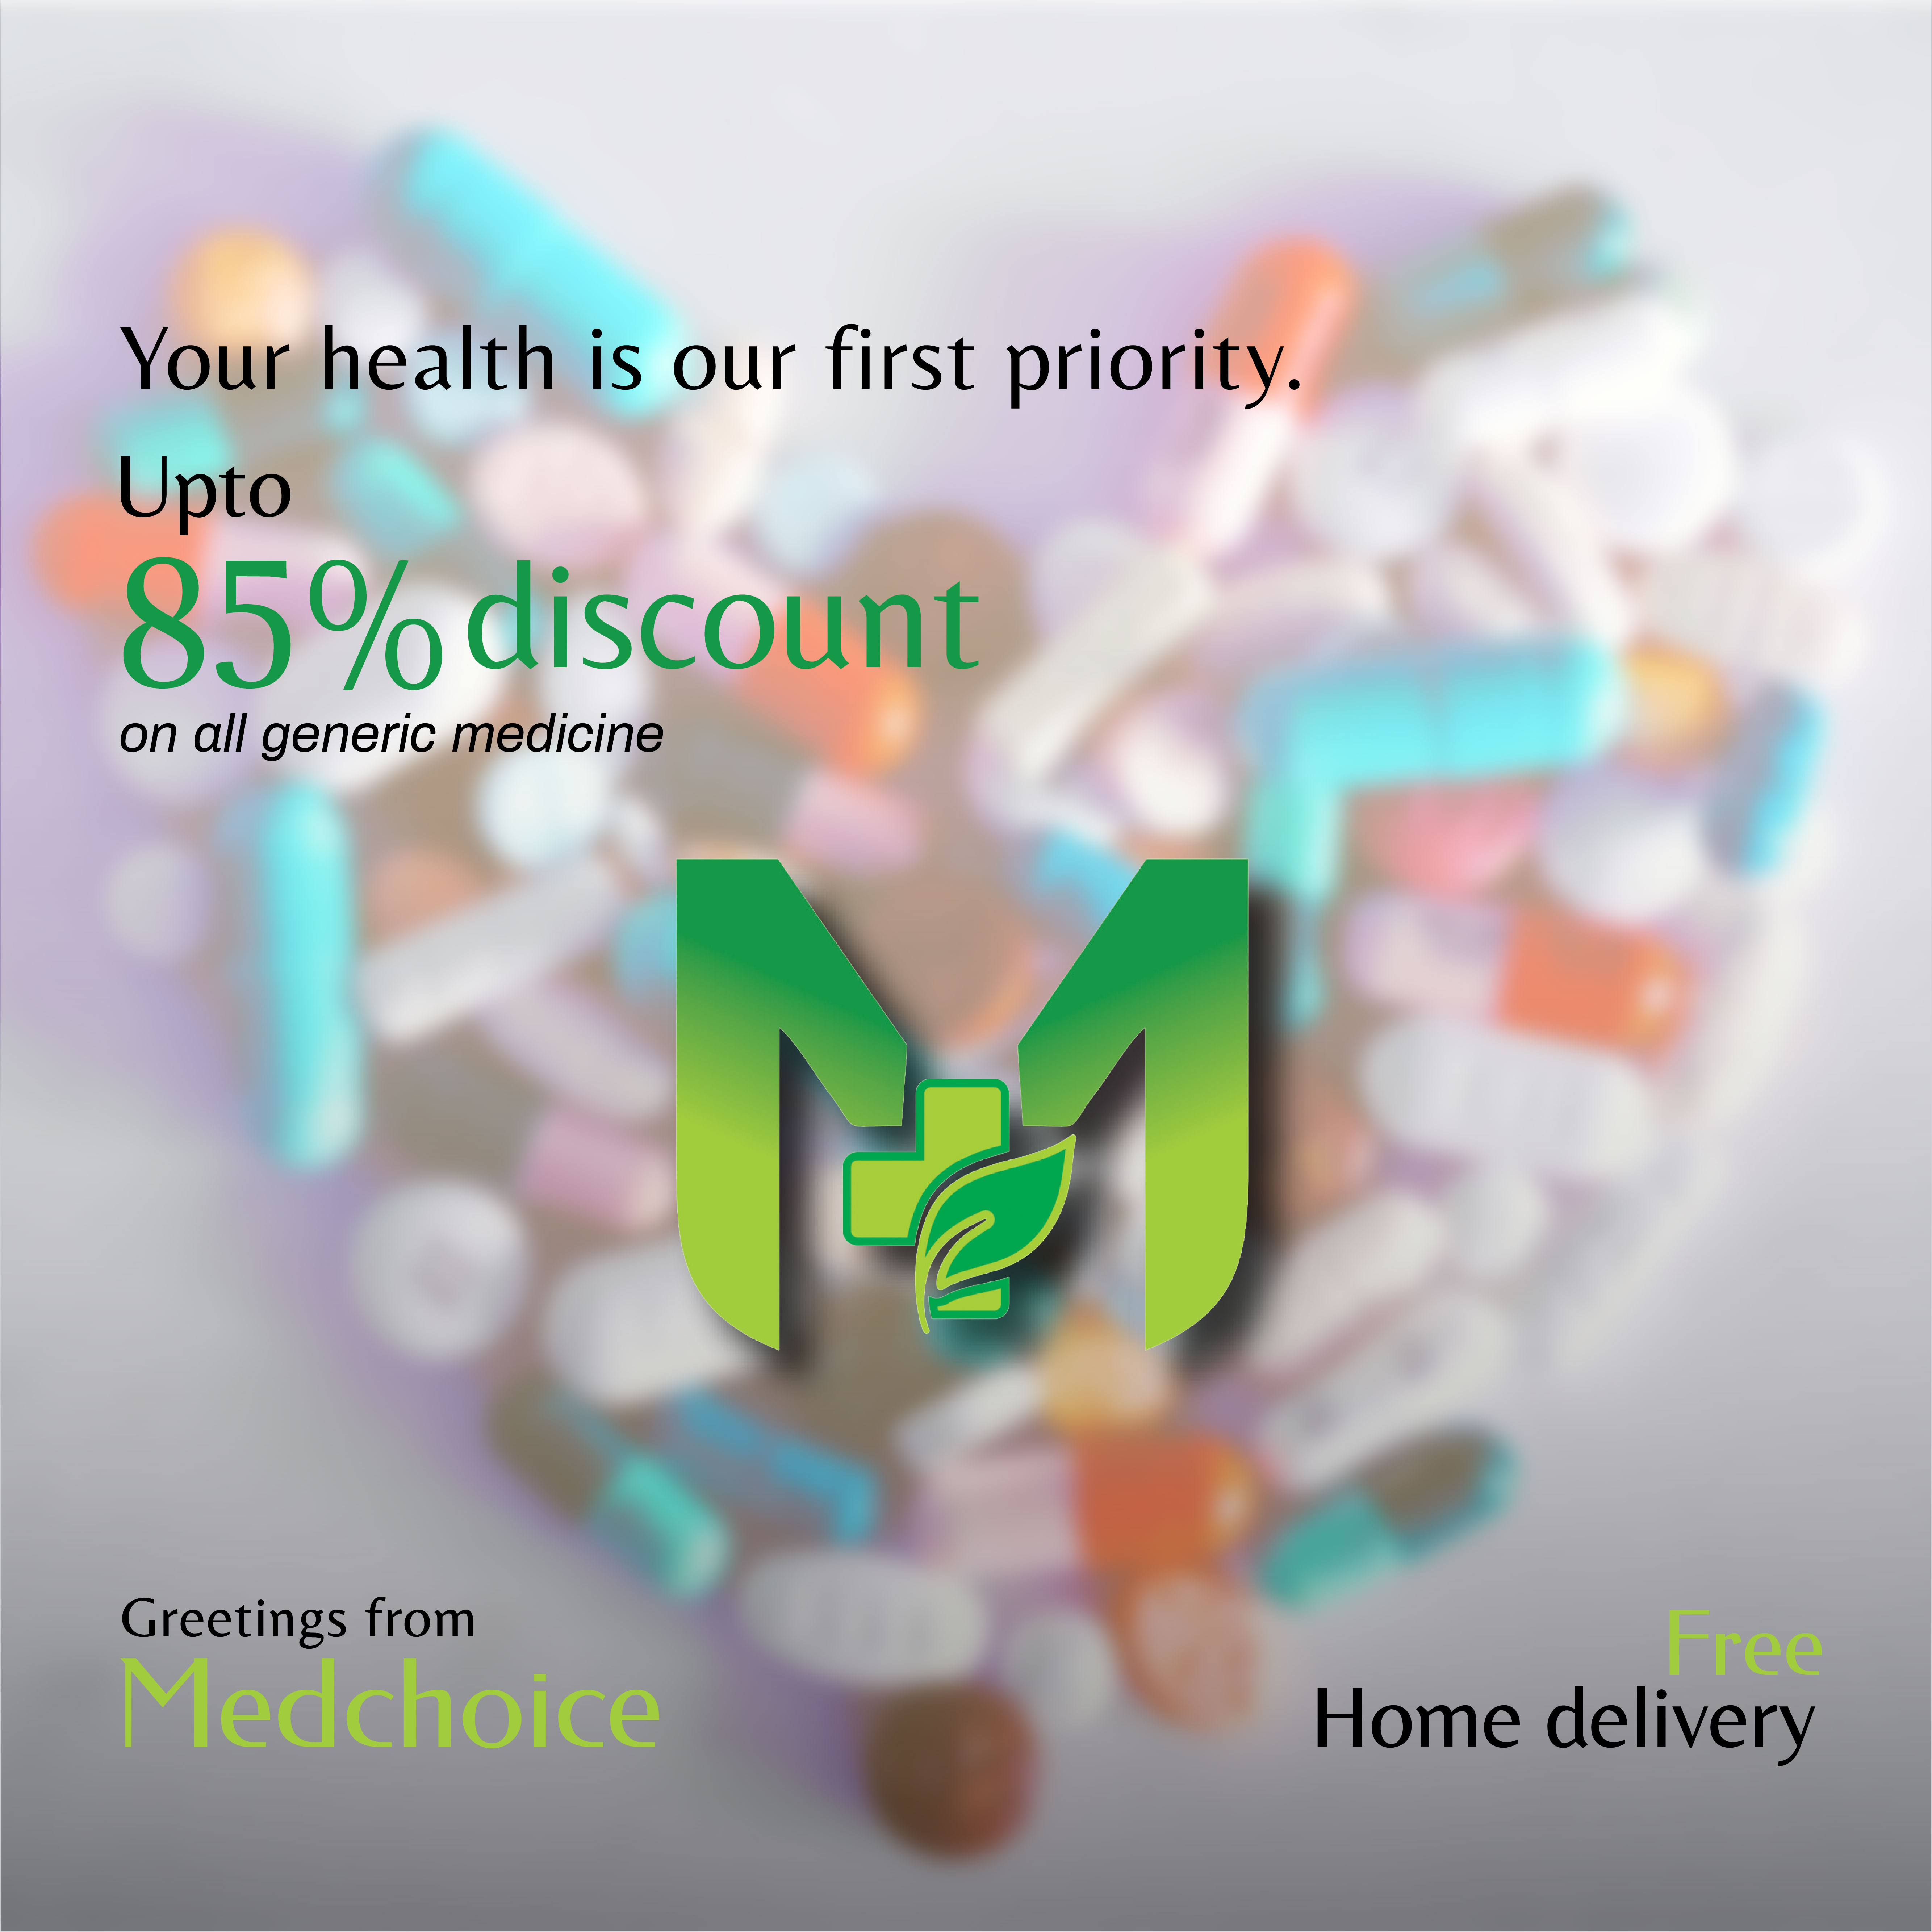 Your health is our first priority.
Upto
85% discount
on all generic medicine
M
Greetings from
Medchoice
Free
Home delivery